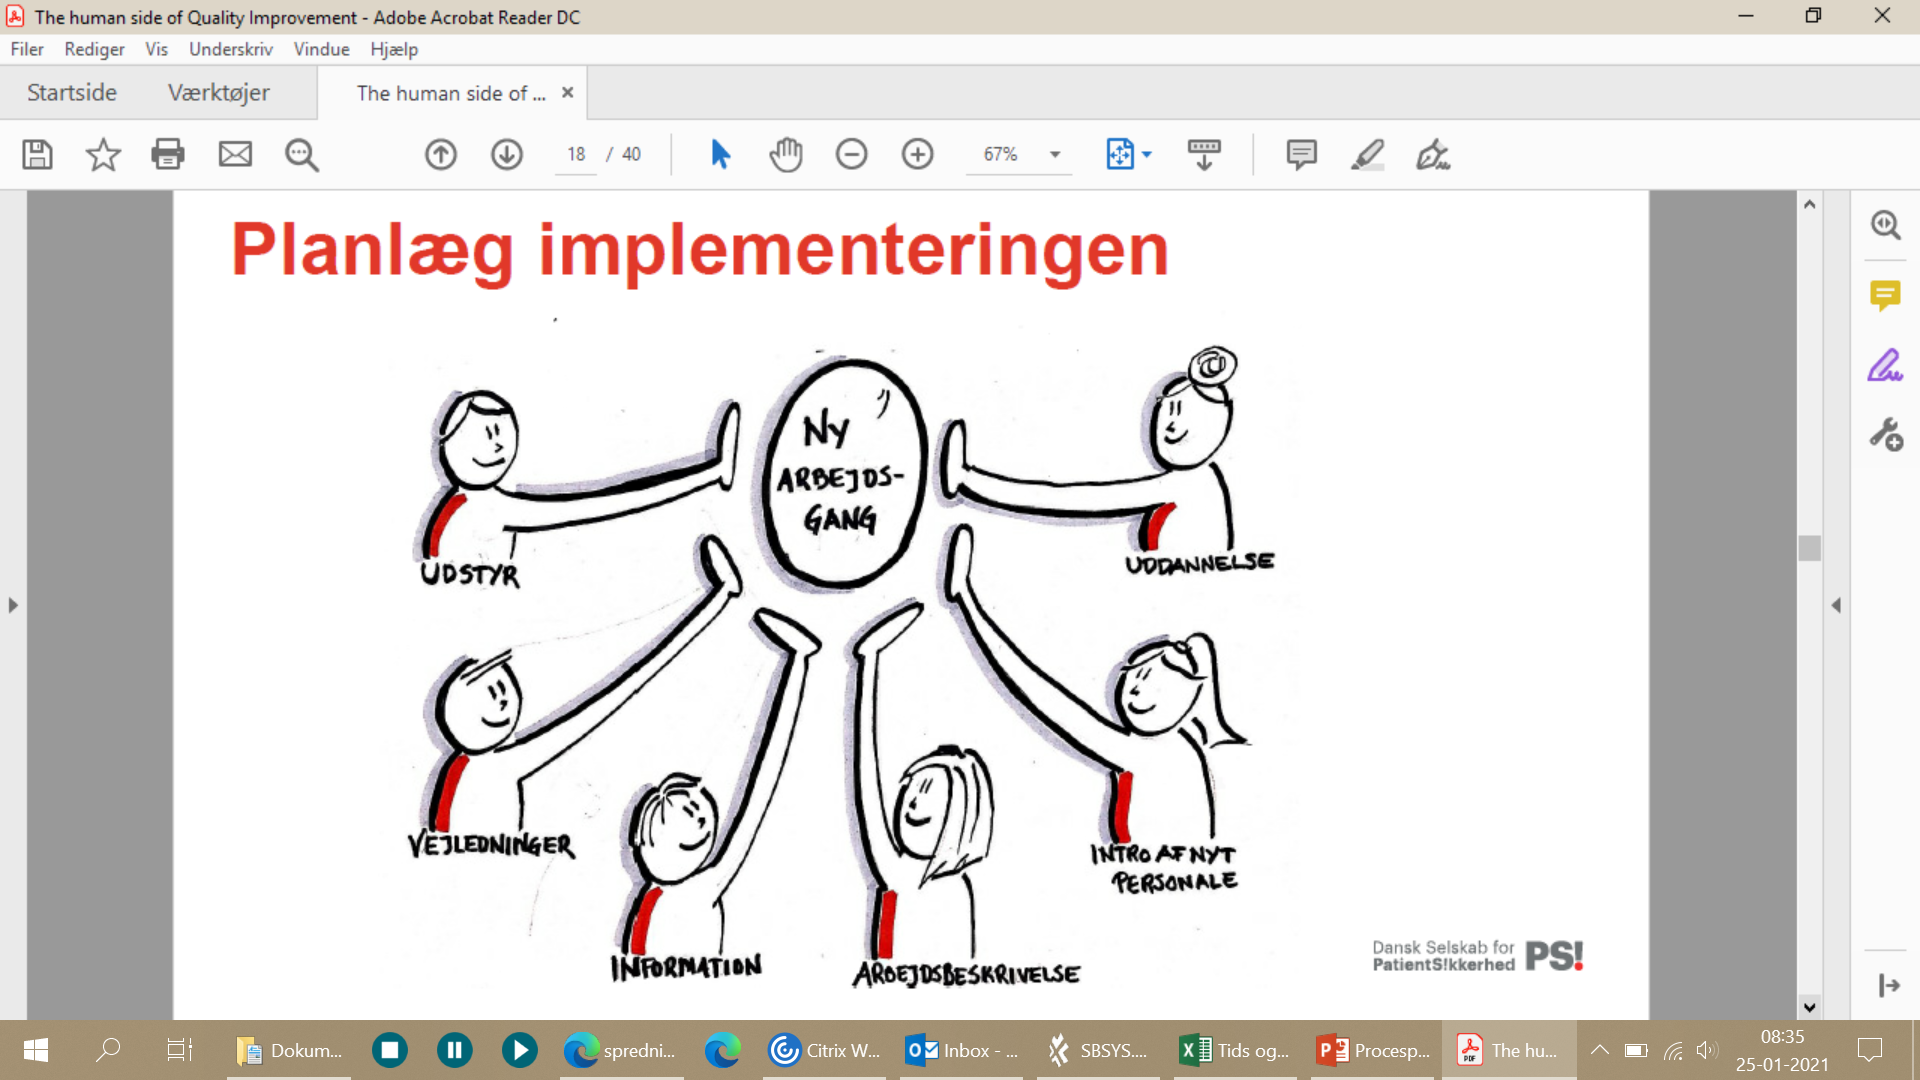 The human side of Quality Improvement - Adobe Acrobat Reader DC
Filer Rediger Vis Underskriv Vindue Hjælp
Startside Værktøjer The human side of ... ×
18 / 40 67%
Planlæg implementeringen
NY
ARBEJDS-
GANG
UDSTYR
UDDANNELSE
VEJLEDNINGER
INTRO AF NYT
PERSONALE
INFORMATION
ARBEJDSBESKRIVELSE
Dansk Selskab for
PatientS!kkerhed PS!
Dokum... spredni... Citrix W... Inbox - ... SBSYS.... Tids og... Procesp... The hu...
08:35
25-01-2021